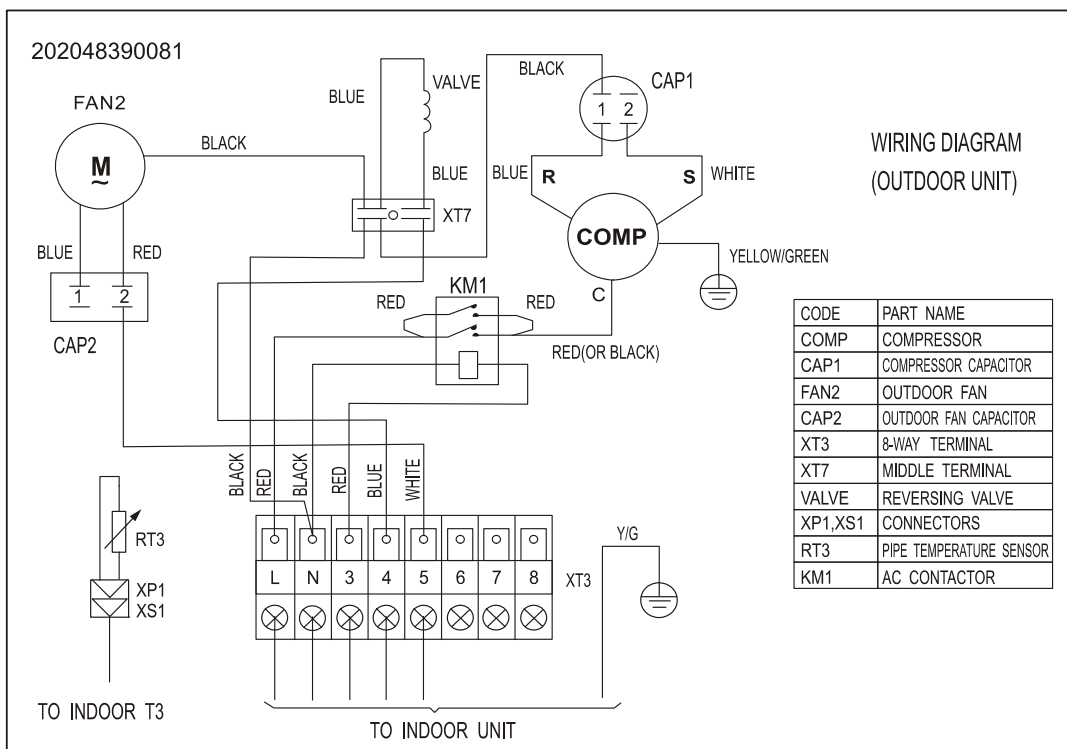 202048390081
FAN2
M
~
BLACK
BLUE
RED
1 2
CAP2
BLUE
VALVE
BLUE
XT7
BLACK
CAP1
1 2
BLUE
R
S
WHITE
COMP
C
YELLOW/GREEN
WIRING DIAGRAM
(OUTDOOR UNIT)
KM1
RED
RED
RED(OR BLACK)
BLACK
RED
BLACK
RED
BLUE
WHITE
L N 3 4 5 6 7 8
XT3
Y/G
RT3
XP1
XS1
TO INDOOR T3
TO INDOOR UNIT
CODE PART NAME
COMP COMPRESSOR
CAP1 COMPRESSOR CAPACITOR
FAN2 OUTDOOR FAN
CAP2 OUTDOOR FAN CAPACITOR
XT3 8-WAY TERMINAL
XT7 MIDDLE TERMINAL
VALVE REVERSING VALVE
XP1,XS1 CONNECTORS
RT3 PIPE TEMPERATURE SENSOR
KM1 AC CONTACTOR